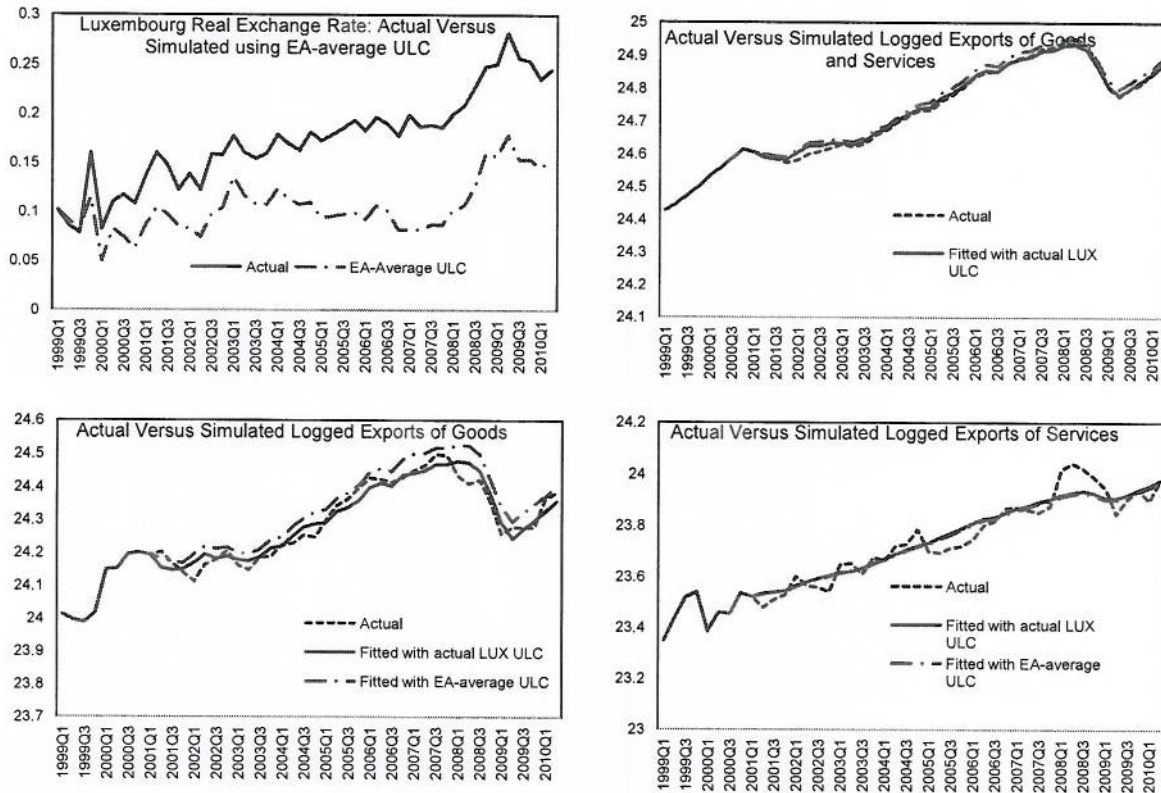 Luxembourg Real Exchange Rate: Actual Versus
Simulated using EA-average ULC
0.3
0.25
0.2
0.15
0.1
0.05
0
Actual
EA-Average ULC
1999Q1
1999Q3
2000Q1
2000Q3
2001Q1
2001Q3
2002Q1
2002Q3
2003Q1
2003Q3
2004Q1
2004Q3
2005Q1
2005Q3
2006Q1
2006Q3
2007Q1
2007Q3
2008Q1
2008Q3
2009Q1
2009Q3
2010Q1
Actual Versus Simulated Logged Exports of Goods
and Services
25
24.9
24.8
24.7
24.6
24.5
24.4
24.3
24.2
24.1
Actual
Fitted with actual LUX
ULC
1999Q1
1999Q3
2000Q1
2000Q3
2001Q1
2001Q3
2002Q1
2002Q3
2003Q1
2003Q3
2004Q1
2004Q3
2005Q1
2005Q3
2006Q1
2006Q3
2007Q1
2007Q3
2008Q1
2008Q3
2009Q1
2009Q3
2010Q1
Actual Versus Simulated Logged Exports of Goods
24.6
24.5
24.4
24.3
24.2
24.1
24
23.9
23.8
23.7
Actual
Fitted with actual LUX ULC
Fitted with EA-average ULC
1999Q1
1999Q3
2000Q1
2000Q3
2001Q1
2001Q3
2002Q1
2002Q3
2003Q1
2003Q3
2004Q1
2004Q3
2005Q1
2005Q3
2006Q1
2006Q3
2007Q1
2007Q3
2008Q1
2008Q3
2009Q1
2009Q3
2010Q1
Actual Versus Simulated Logged Exports of Services
24.2
24
23.8
23.6
23.4
23.2
23
Actual
Fitted with actual LUX
ULC
Fitted with EA-average
ULC
1999Q1
1999Q3
2000Q1
2000Q3
2001Q1
2001Q3
2002Q1
2002Q3
2003Q1
2003Q3
2004Q1
2004Q3
2005Q1
2005Q3
2006Q1
2006Q3
2007Q1
2007Q3
2008Q1
2008Q3
2009Q1
2009Q3
2010Q1